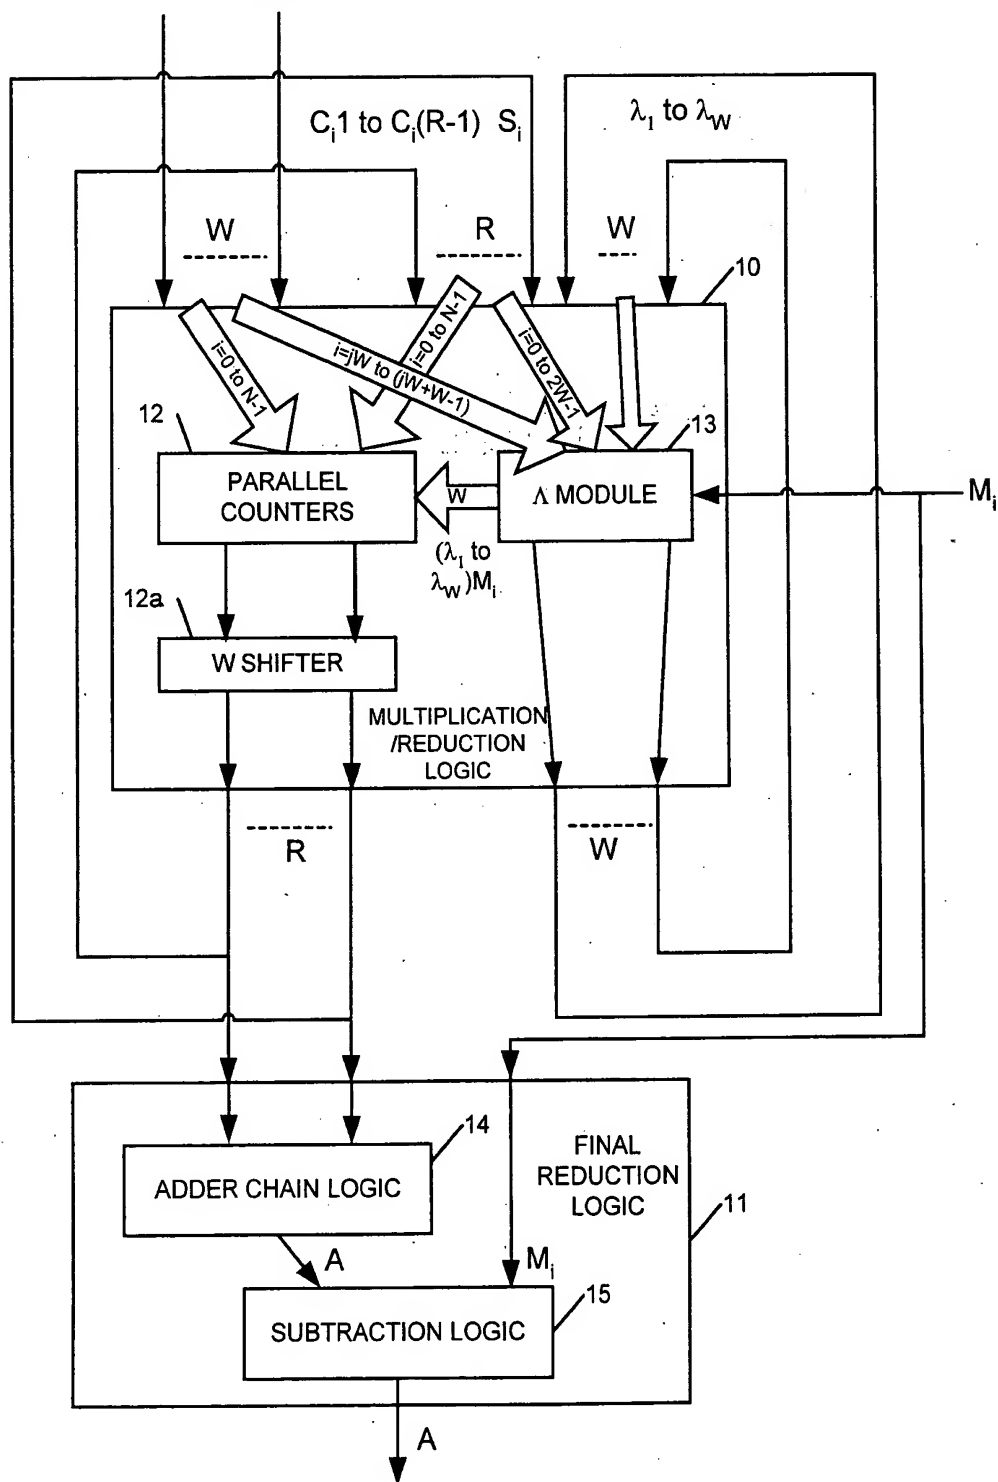 C_i1 to C_i(R-1) S_i
λ_1 to λ_W
W
R
W
10
i=0 to N-1
i=jW to (jW+W-1)
i=0 to N-1
i=0 to 2W-1
12
13
PARALLEL
COUNTERS
W
Λ MODULE
M_i
(λ_1 to
λ_W)M_i
12a
W SHIFTER
MULTIPLICATION
/REDUCTION
LOGIC
R
W
14
FINAL
REDUCTION
LOGIC
ADDER CHAIN LOGIC
11
A
M_i
15
SUBTRACTION LOGIC
A